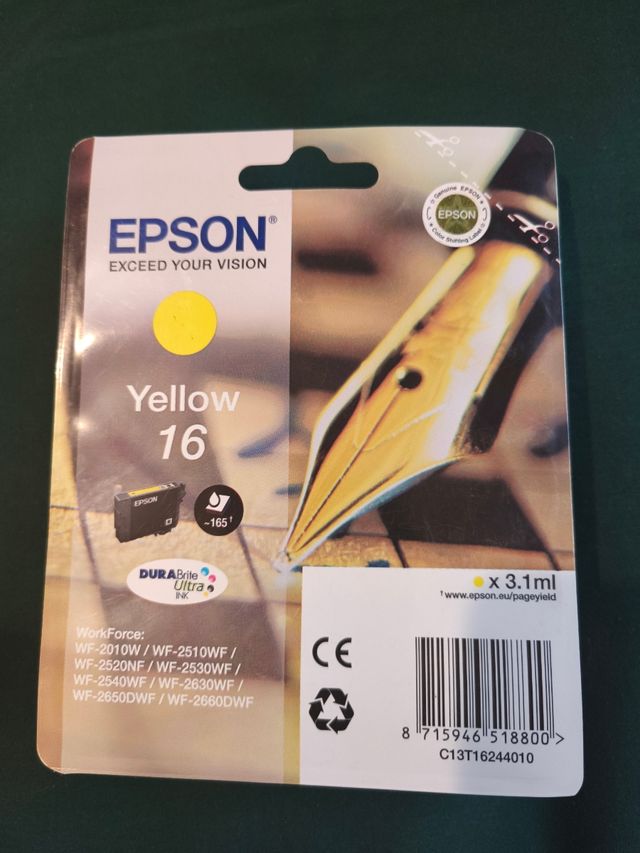 EPSON®
EXCEED YOUR VISION
Genuine EPSON
EPSON
Color Shifting Label
Yellow
16
EPSON
~165†
DURABrite
Ultra
INK
x 3.1ml
†www.epson.eu/pageyield
WorkForce:
WF-2010W / WF-2510WF /
WF-2520NF / WF-2530WF /
WF-2540WF / WF-2630WF /
WF-2650DWF / WF-2660DWF
CE
8 715946 518800 >
C13T16244010